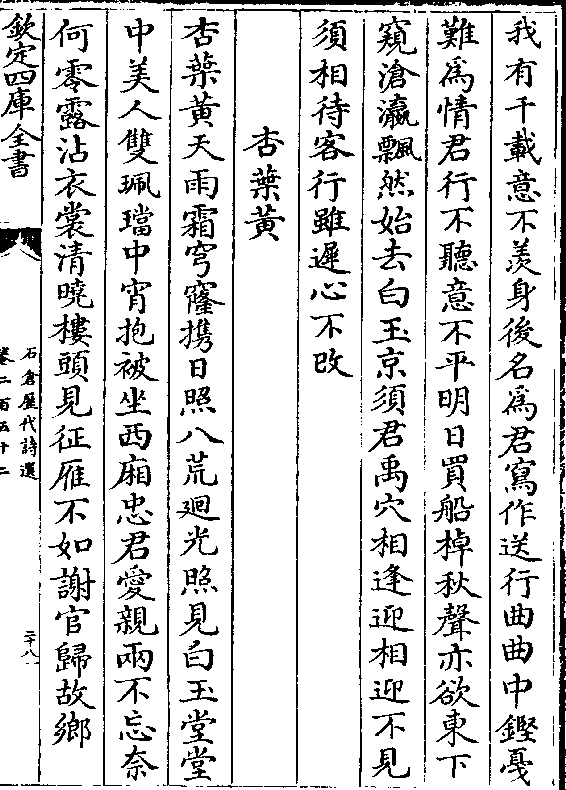 我有千載意不羨身後名爲君寫作送行曲曲中鏗戛
難爲情君行不聽意不平明日買船棹秋聲亦欲東下
窺滄瀛飄然始去白玉京須君禹穴相逢迎相迎不見
須相待客行雖遲心不改
杏葉黄
杏葉黄天雨霜穹窿攜日照八荒廻光照見白玉堂堂
中美人雙珮璫中宵抱被坐西廂忠君愛親兩不忘奈
何零露沾衣裳清曉樓頭見征雁不如謝官歸故鄉
欽定四庫全書
石倉歷代詩選
卷二百五十二
二十八